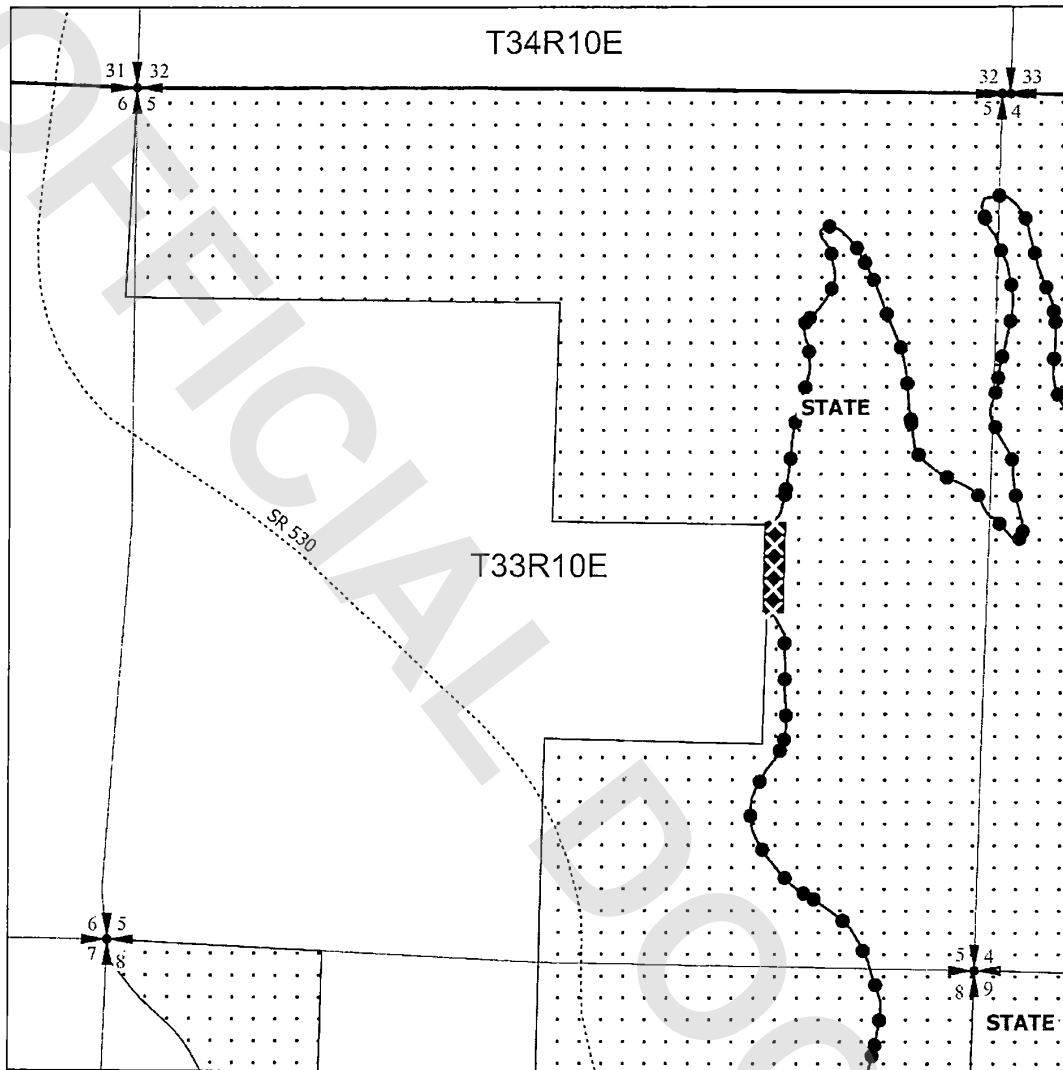 T34R10E
31 32
6 5
32 33
5 4
STATE
SR 530
T33R10E
6 5
7 8
5 4
8 9
STATE
OFFICIAL DOC